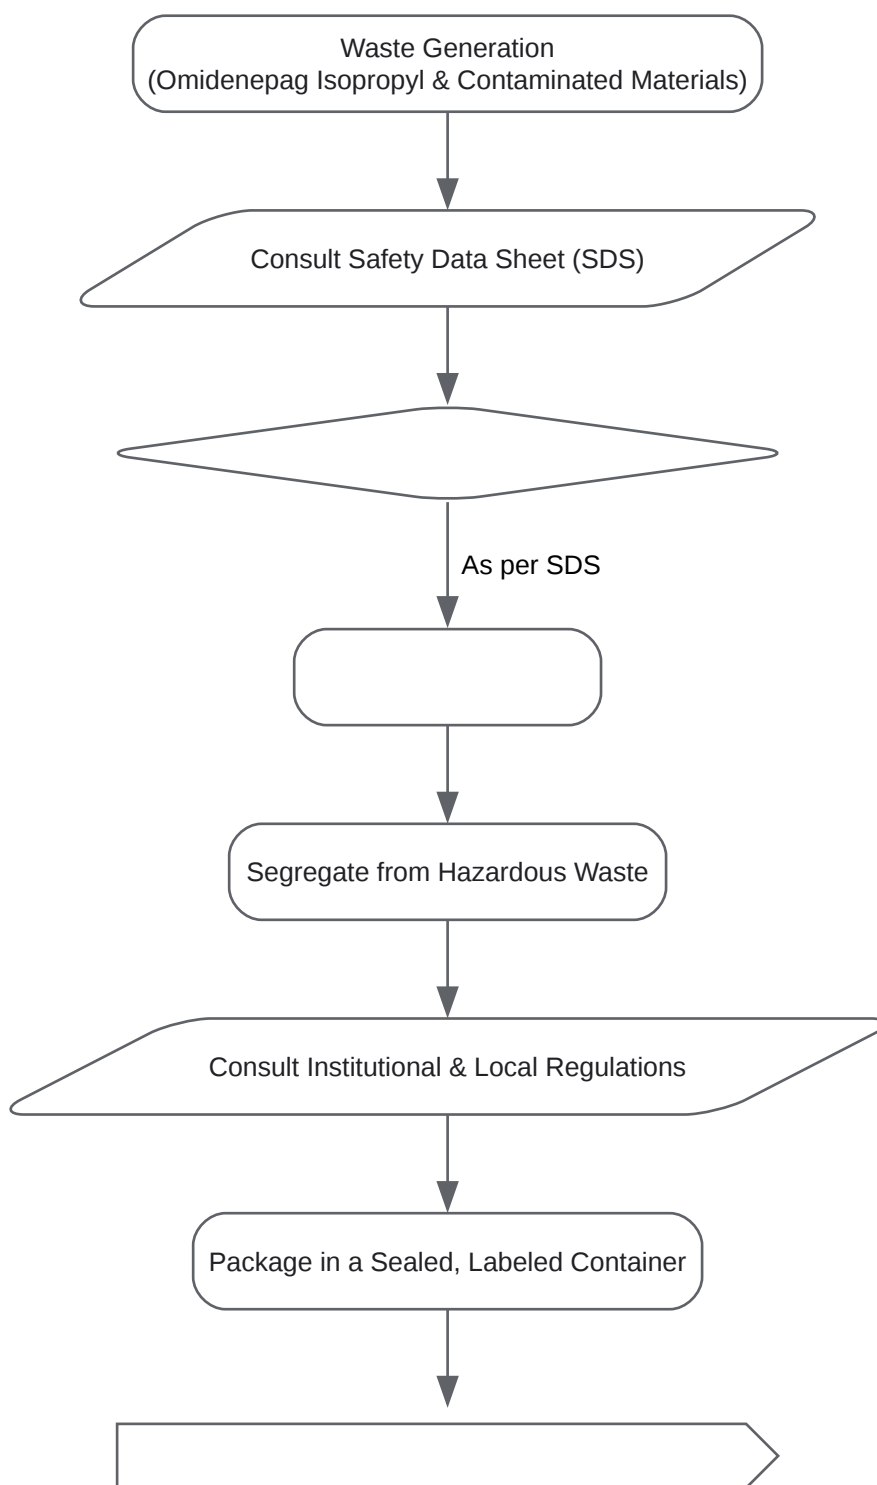 Waste Generation
(Omidenepag Isopropyl & Contaminated Materials)
Consult Safety Data Sheet (SDS)
As per SDS
Segregate from Hazardous Waste
Consult Institutional & Local Regulations
Package in a Sealed, Labeled Container